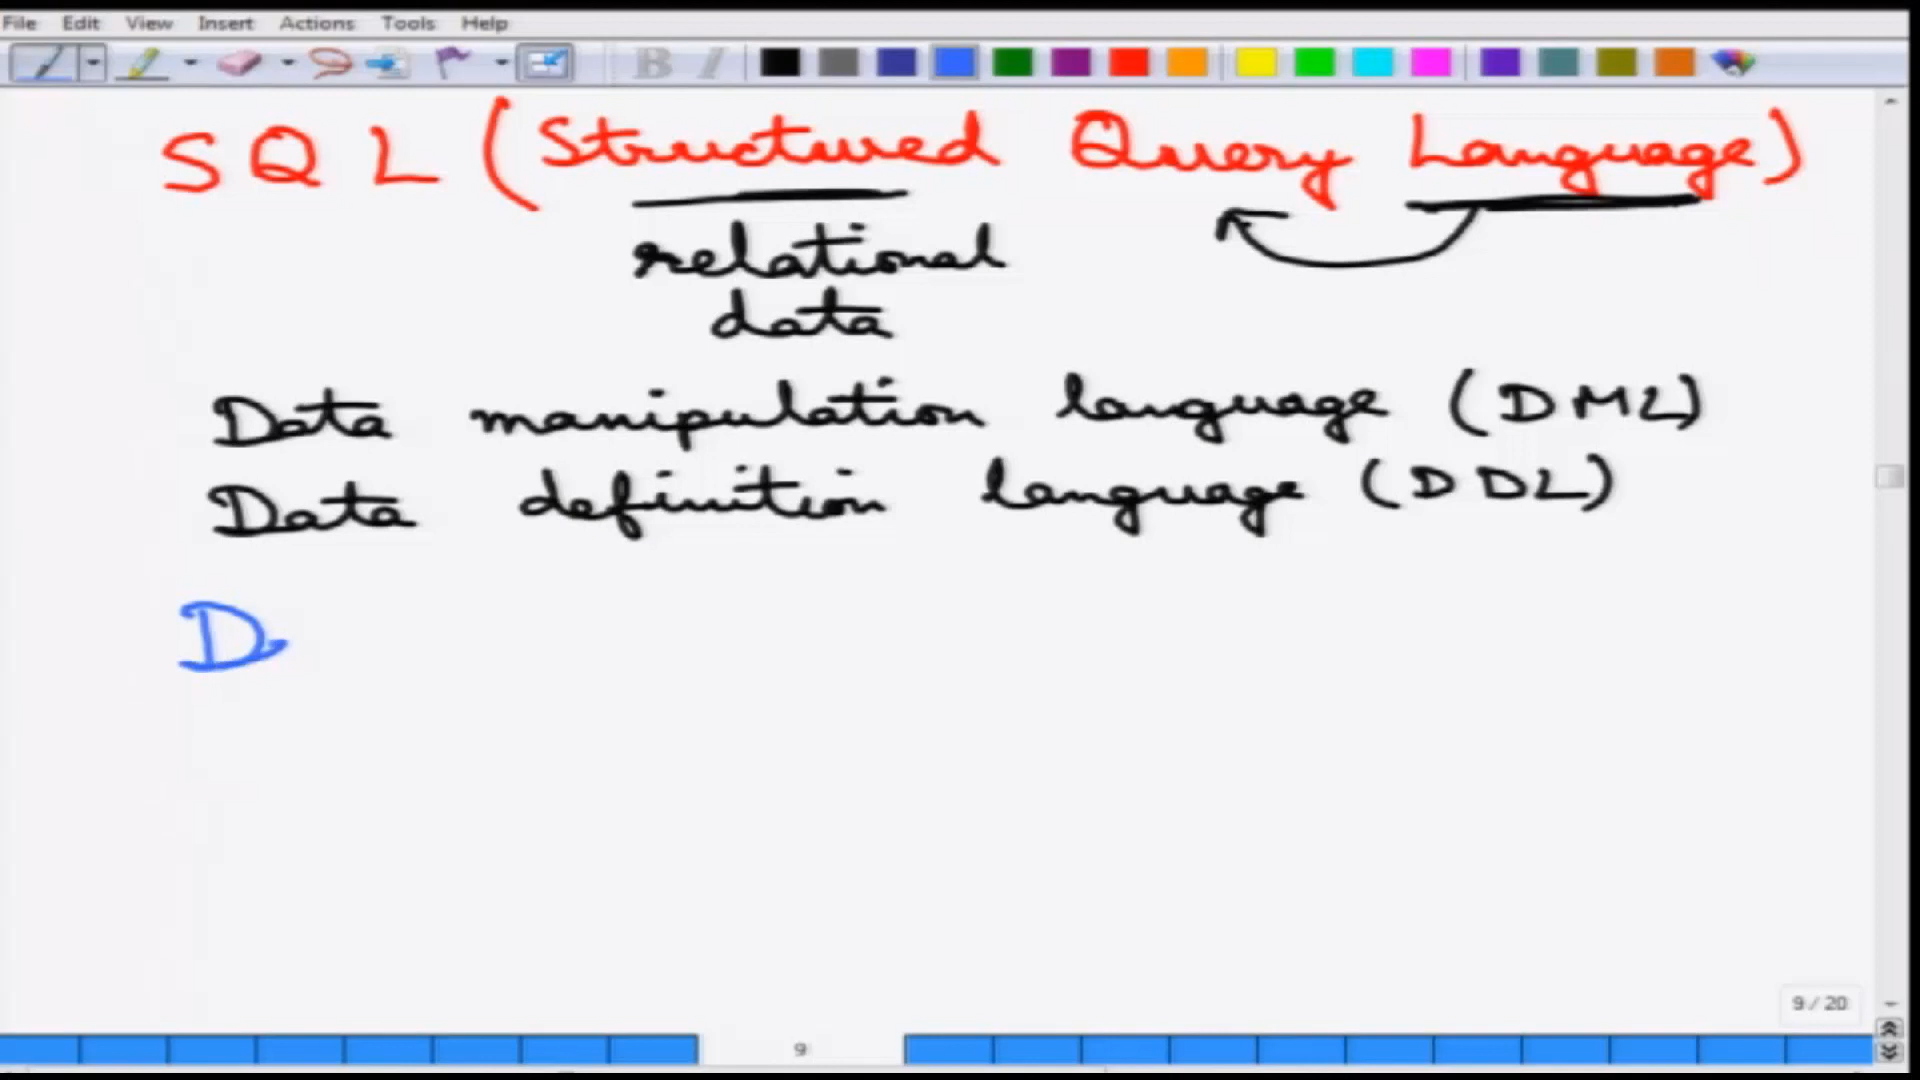 File Edit View Insert Actions Tools Help
B I
SQL (Structured Query Language)
relational
data
Data manipulation language (DML)
Data definition language (DDL)
D
9 / 20
9